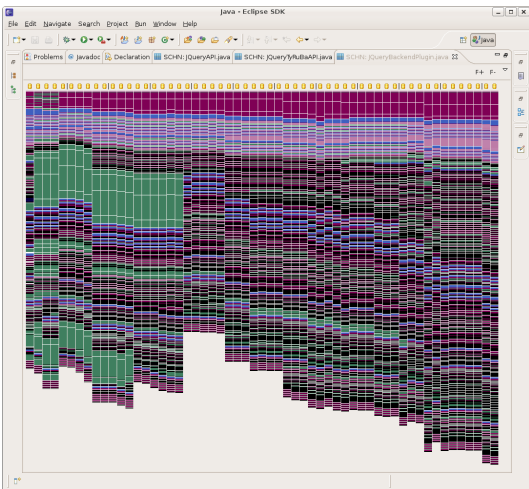 Java - Eclipse SDK
File Edit Navigate Search Project Run Window Help
Java
Problems @ Javadoc Declaration SCHN: JQueryAPI.java SCHN: JQueryTyRuBaAPI.java SCHN: JQueryBackendPlugin.java
F+ F-